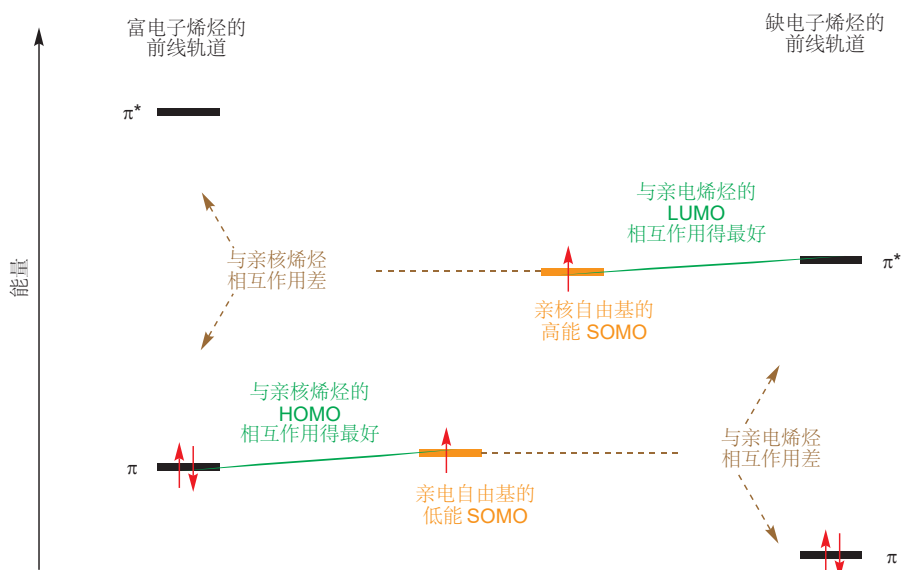 富电子烯烃的
前线轨道
缺电子烯烃的
前线轨道
π*
与亲电烯烃的
LUMO
相互作用得最好
与亲核烯烃
相互作用差
π*
能量
亲核自由基的
高能 SOMO
与亲核烯烃的
HOMO
相互作用得最好
与亲电烯烃
相互作用差
π
亲电自由基的
低能 SOMO
π